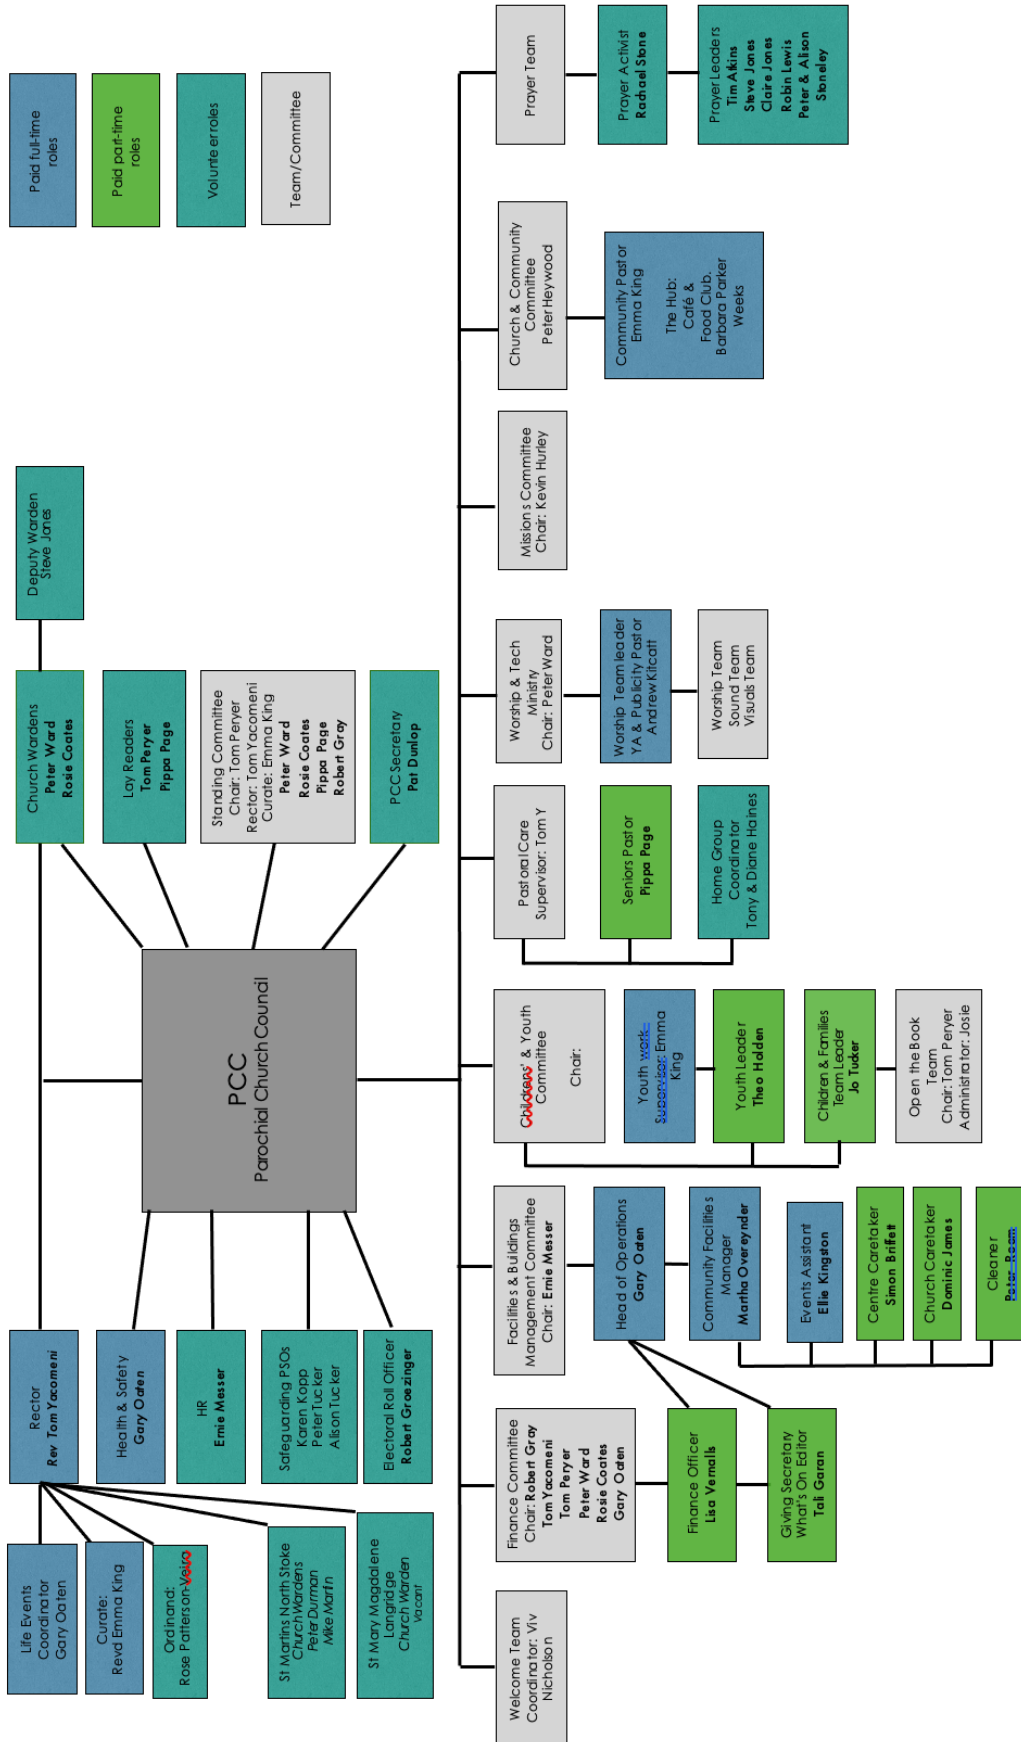 Life Events
Coordinator
Gary Oaten
Curate:
Revd Emma King
Ordinand:
Rose Patterson-Veira
St Martins North Stoke
Church Wardens
Peter Durman
Mike Martin
St Mary Magdalene
Langridge
Church Warden
Vacant
Rector
Rev Tom Yacomeni
Health & Safety
Gary Oaten
HR
Ernie Messer
Safeguarding PSOs
Karen Kopp
Peter Tucker
Alison Tucker
Electoral Roll Officer
Robert Groezinger
PCC
Parochial Church Council
Church Wardens
Peter Ward
Rosie Coates
Deputy Warden
Steve Jones
Lay Readers
Tom Peryer
Pippa Page
Standing Committee
Chair: Tom Peryer
Rector: Tom Yacomeni
Curate: Emma King
Peter Ward
Rosie Coates
Pippa Page
Robert Gray
PCC Secretary
Pat Dunlop
Paid full-time
roles
Paid part-time
roles
Volunteer roles
Team/Committee
Welcome Team
Coordinator: Viv
Nicholson
Finance Committee
Chair: Robert Gray
Tom Yacomeni
Tom Peryer
Peter Ward
Rosie Coates
Gary Oaten
Finance Officer
Lisa Vernalls
Giving Secretary
What's On Editor
Tali Garan
Facilities & Buildings
Management Committee
Chair: Ernie Messer
Head of Operations
Gary Oaten
Community Facilities
Manager
Martha Overeynder
Events Assistant
Ellie Kingston
Centre Caretaker
Simon Briffett
Church Caretaker
Dominic James
Cleaner
Peter Room
Childrens' & Youth
Committee
Chair:
Youth work
Supervisor: Emma
King
Youth Leader
Theo Holden
Children & Families
Team Leader
Jo Tucker
Open the Book
Team
Chair: Tom Peryer
Administrator: Josie
Pastoral Care
Supervisor: Tom Y
Seniors Pastor
Pippa Page
Home Group
Coordinator
Tony & Diane Haines
Worship & Tech
Ministry
Chair: Peter Ward
Worship Team leader
YA & Publicity Pastor
Andrew Kitcatt
Worship Team
Sound Team
Visuals Team
Missions Committee
Chair: Kevin Hurley
Church & Community
Committee
Peter Heywood
Community Pastor
Emma King
The Hub:
Café &
Food Club.
Barbara Parker
Weeks
Prayer Team
Prayer Activist
Rachael Stone
Prayer Leaders
Tim Atkins
Steve Jones
Claire Jones
Robin Lewis
Peter & Alison
Stoneley